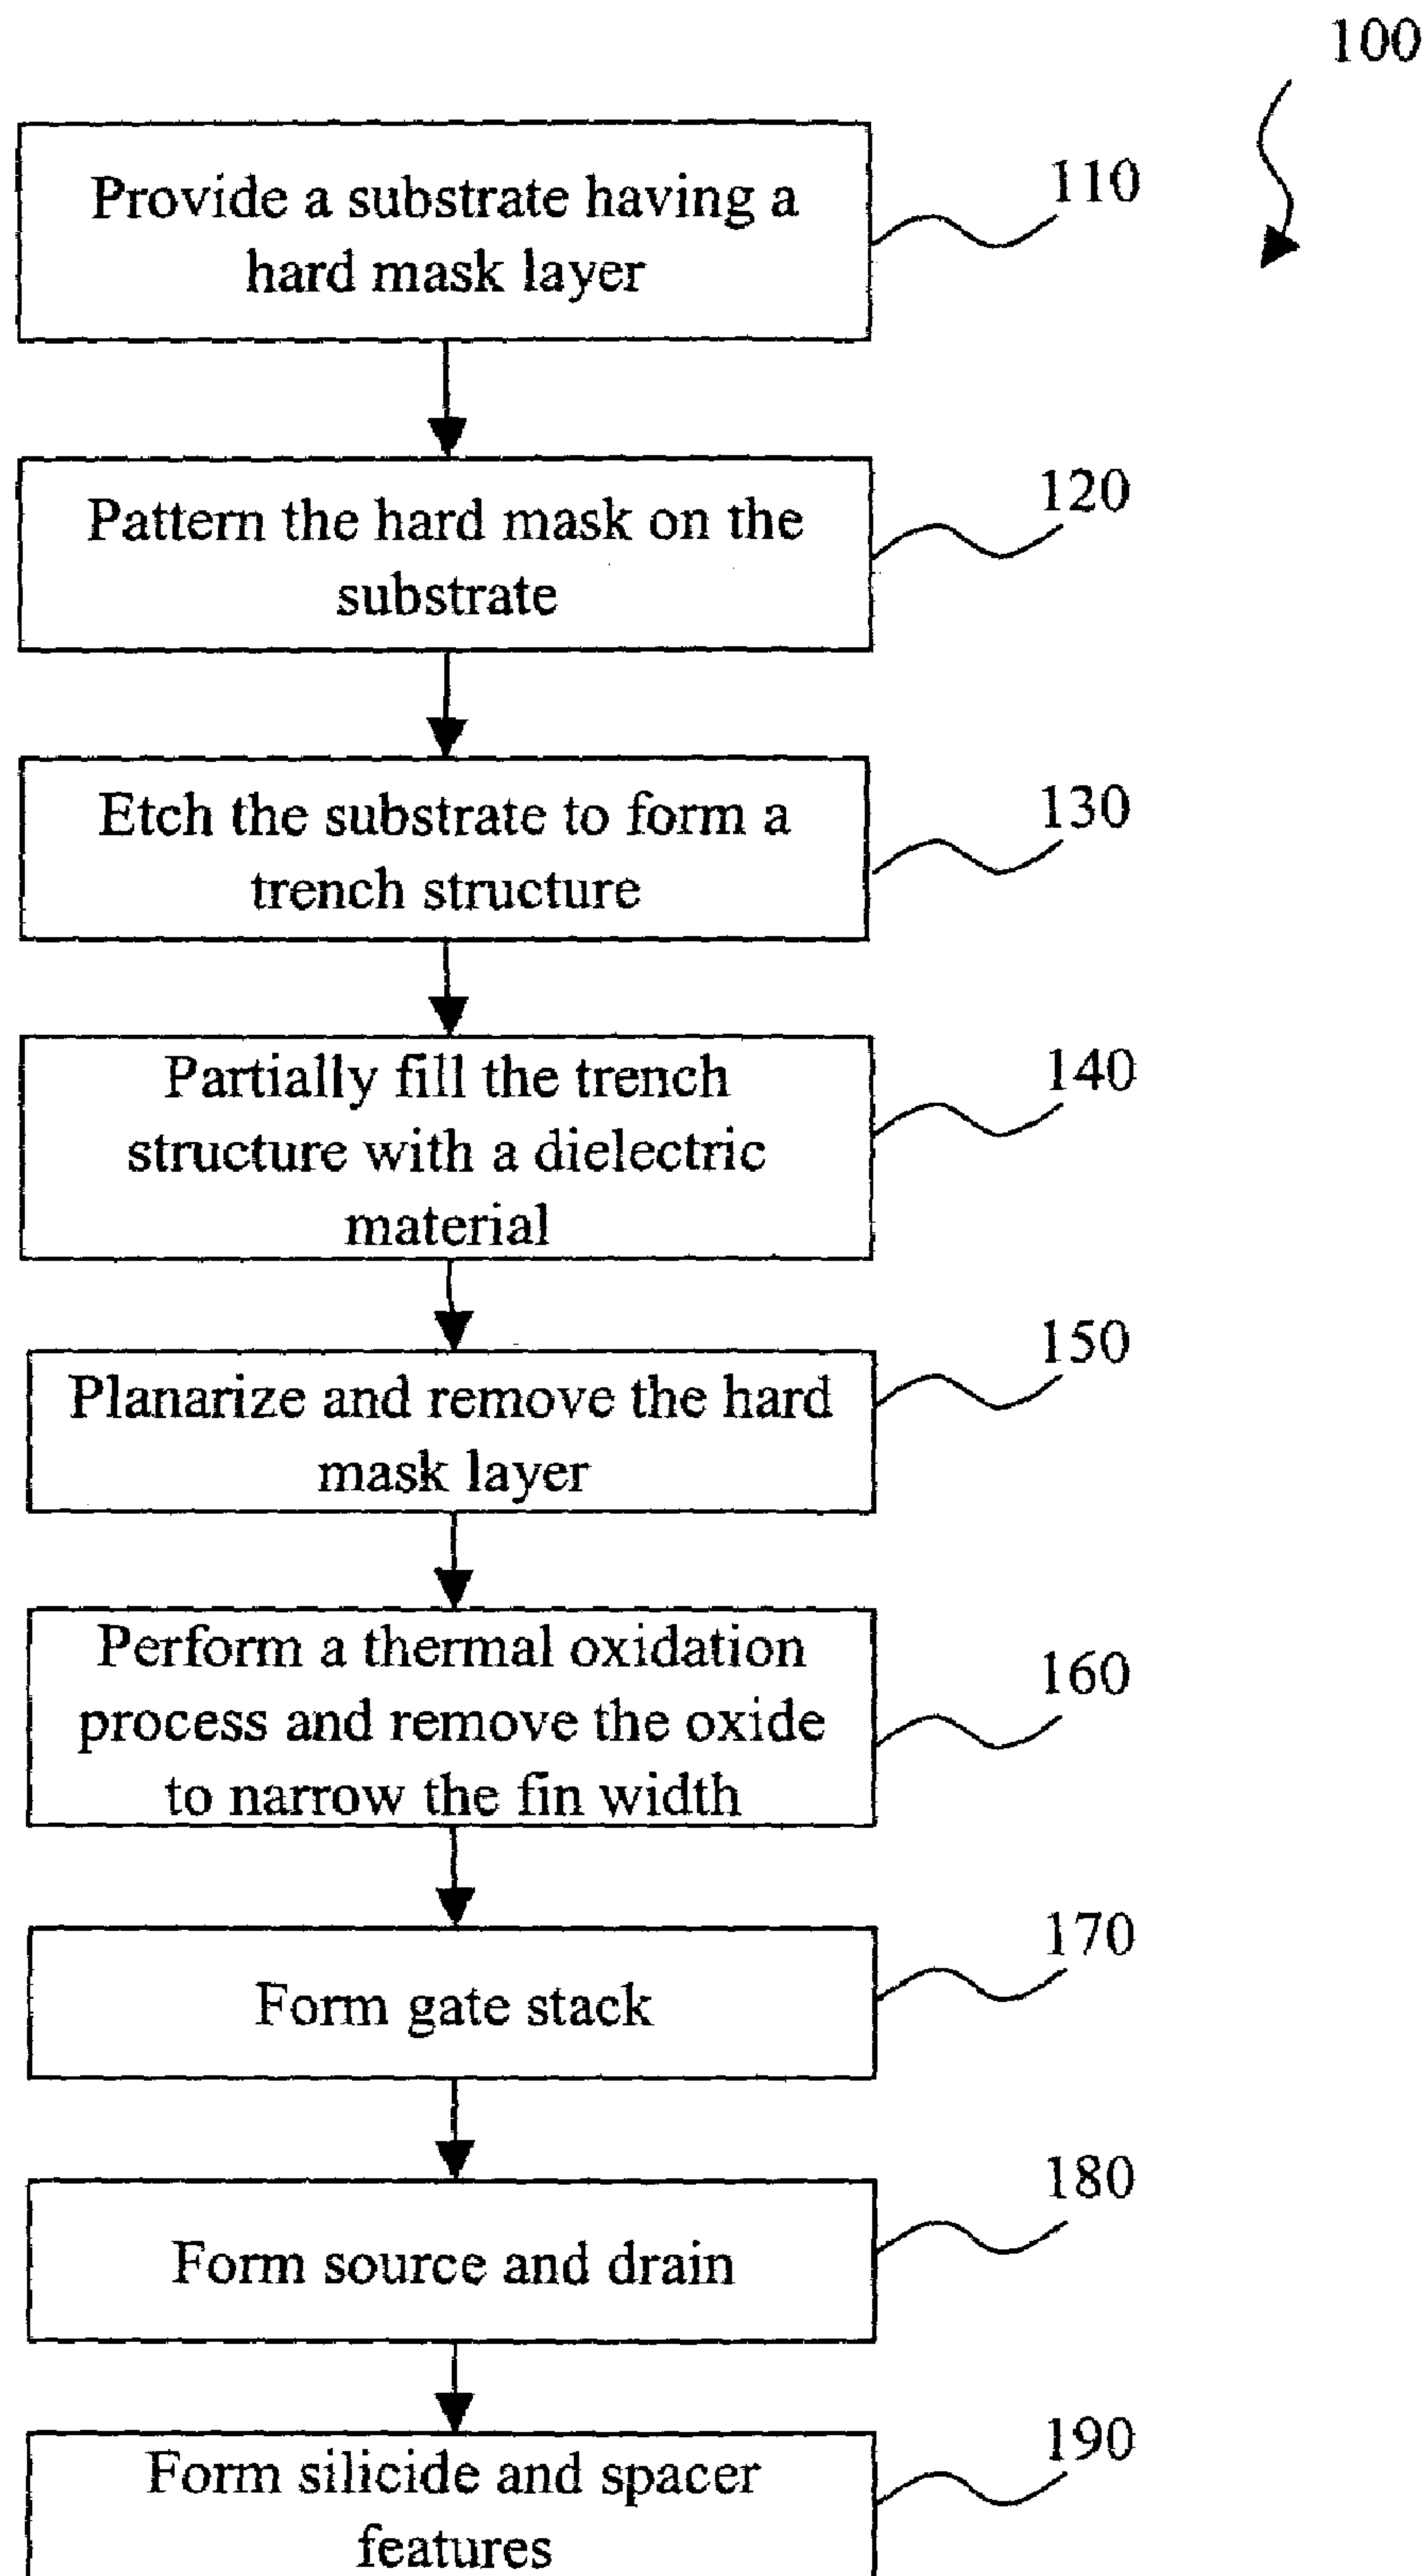 100
Provide a substrate having a
hard mask layer
110
Pattern the hard mask on the
substrate
120
Etch the substrate to form a
trench structure
130
Partially fill the trench
structure with a dielectric
material
140
Planarize and remove the hard
mask layer
150
Perform a thermal oxidation
process and remove the oxide
to narrow the fin width
160
Form gate stack
170
Form source and drain
180
Form silicide and spacer
features
190